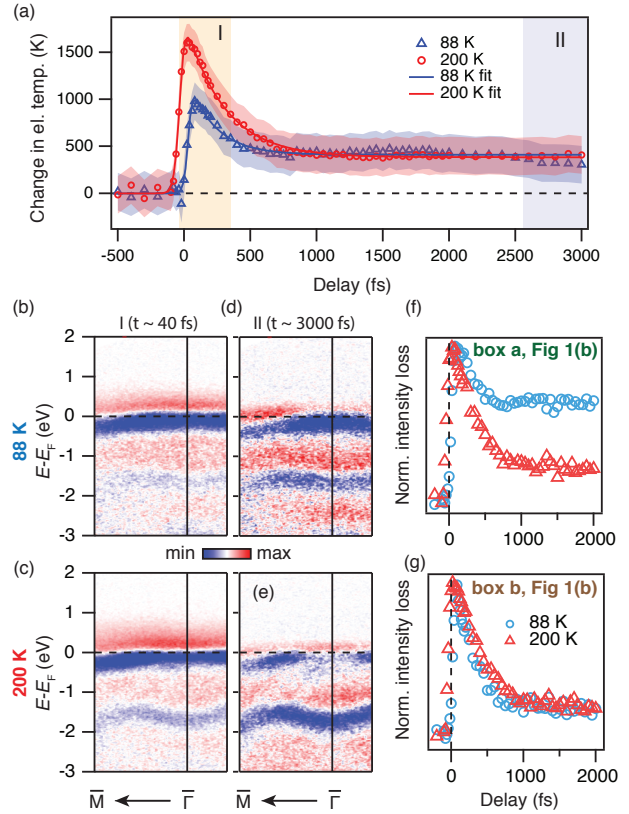 (a)
Change in el. temp. (K)
1500
1000
500
0
I
II
88 K
200 K
88 K fit
200 K fit
-500
0
500
1000
1500
2000
2500
3000
Delay (fs)
(b)
I (t ~ 40 fs)
(d)
II (t ~ 3000 fs)
88 K
E-EF (eV)
2
1
0
-1
-2
-3
min
max
(c)
(e)
200 K
E-EF (eV)
2
1
0
-1
-2
-3
M̅
Γ̅
M̅
Γ̅
(f)
box a, Fig 1(b)
Norm. intensity loss
0
1000
2000
(g)
box b, Fig 1(b)
88 K
200 K
Norm. intensity loss
0
1000
2000
Delay (fs)